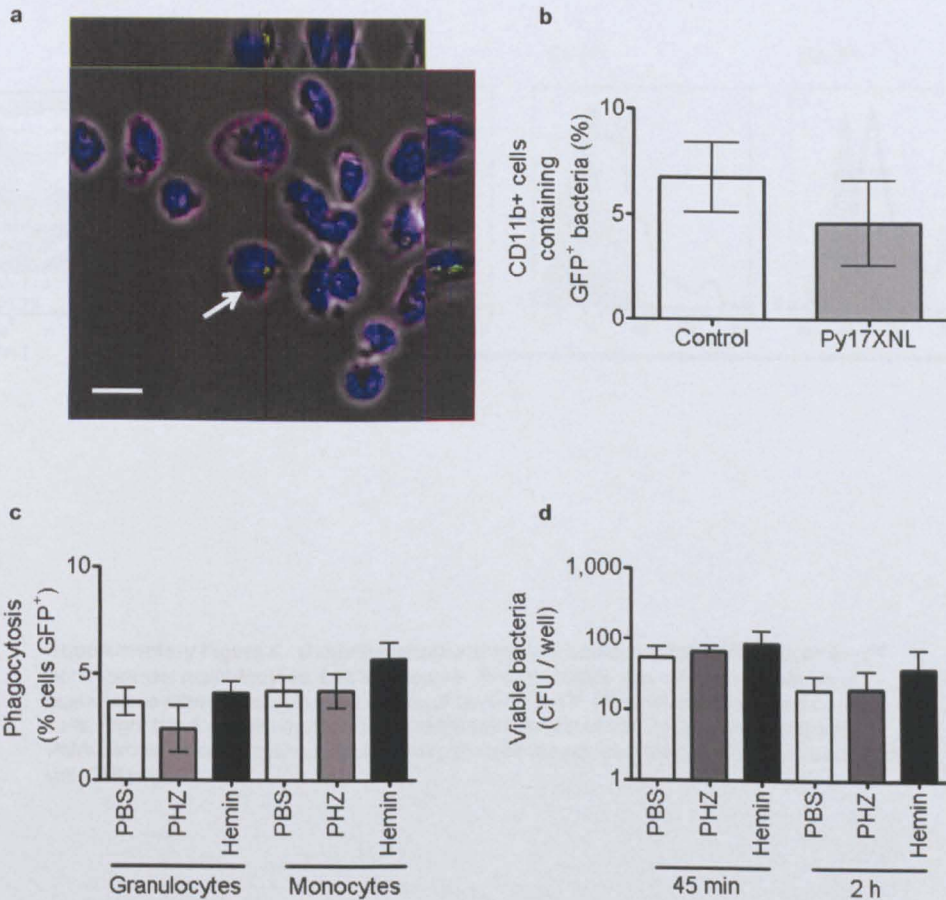 a
b
CD11b+ cells
containing
GFP⁺ bacteria (%)
10
5
0
Control
Py17XNL
c
Phagocytosis
(% cells GFP⁺)
10
5
0
PBS
PHZ
Hemin
PBS
PHZ
Hemin
Granulocytes
Monocytes
d
Viable bacteria
(CFU / well)
1,000
100
10
1
PBS
PHZ
Hemin
PBS
PHZ
Hemin
45 min
2 h